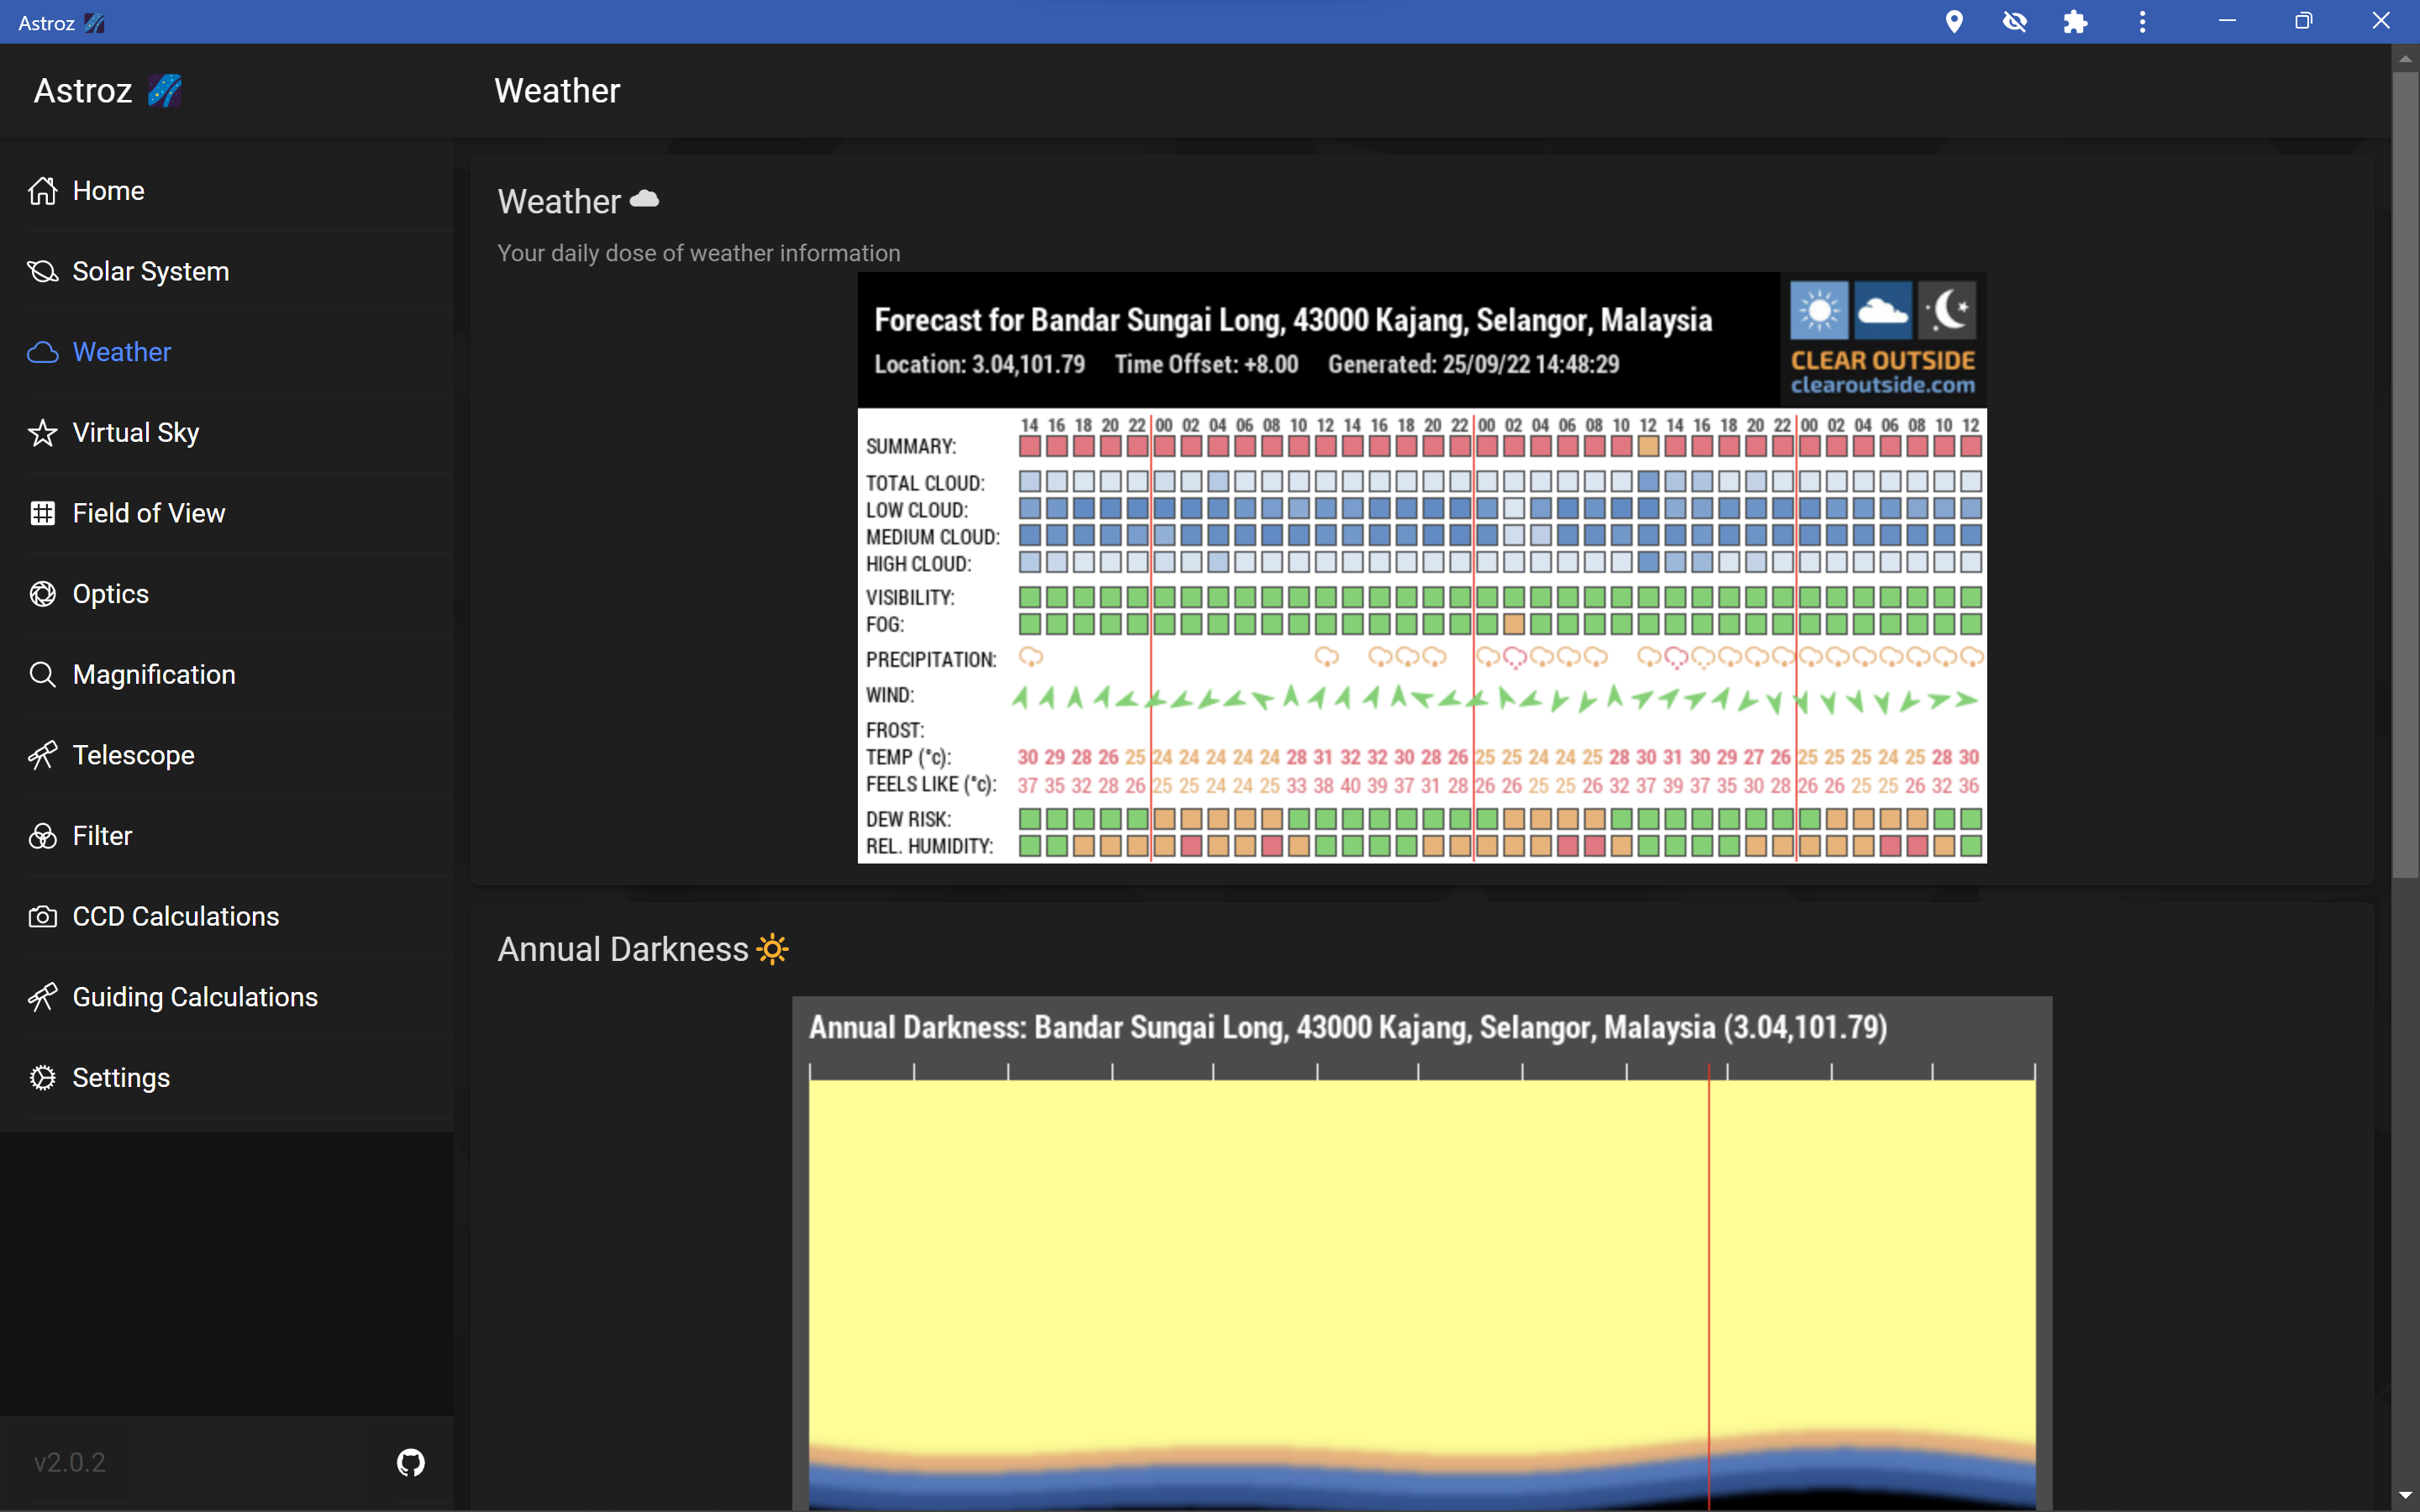 Astroz
Astroz
Weather
Home
Solar System
Weather
Virtual Sky
Field of View
Optics
Magnification
Telescope
Filter
CCD Calculations
Guiding Calculations
Settings
v2.0.2
Weather
Your daily dose of weather information
Forecast for Bandar Sungai Long, 43000 Kajang, Selangor, Malaysia
Location: 3.04,101.79 Time Offset: +8.00 Generated: 25/09/22 14:48:29
CLEAR OUTSIDE
clearoutside.com
14 16 18 20 22 00 02 04 06 08 10 12 14 16 18 20 22 00 02 04 06 08 10 12 14 16 18 20 22 00 02 04 06 08 10 12
SUMMARY:
TOTAL CLOUD:
LOW CLOUD:
MEDIUM CLOUD:
HIGH CLOUD:
VISIBILITY:
FOG:
PRECIPITATION:
WIND:
FROST:
TEMP (°c): 30 29 28 26 25 24 24 24 24 24 28 31 32 32 30 28 26 25 25 24 24 25 28 30 31 30 29 27 26 25 25 25 24 25 28 30
FEELS LIKE (°c): 37 35 32 28 26 25 25 24 24 25 33 38 40 39 37 31 28 26 26 25 25 26 32 37 39 37 35 30 28 26 26 25 25 26 32 36
DEW RISK:
REL. HUMIDITY:
Annual Darkness
Annual Darkness: Bandar Sungai Long, 43000 Kajang, Selangor, Malaysia (3.04,101.79)